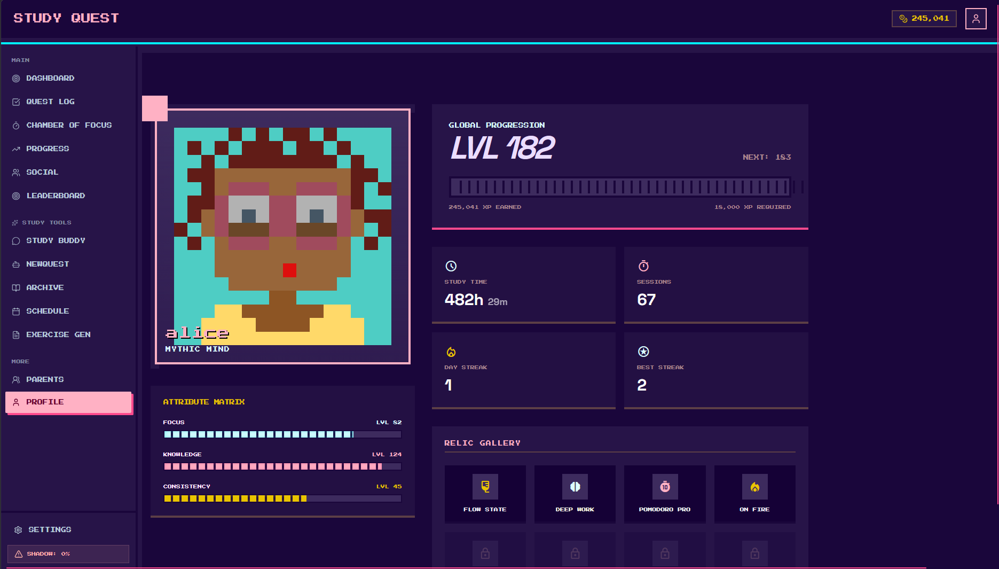 STUDY QUEST
245,041
MAIN
DASHBOARD
QUEST LOG
CHAMBER OF FOCUS
PROGRESS
SOCIAL
LEADERBOARD
STUDY TOOLS
STUDY BUDDY
NEWQUEST
ARCHIVE
SCHEDULE
EXERCISE GEN
MORE
PARENTS
PROFILE
SETTINGS
SHADOW: 0%
alice
MYTHIC MIND
ATTRIBUTE MATRIX
FOCUS LVL 82
KNOWLEDGE LVL 124
CONSISTENCY LVL 45
GLOBAL PROGRESSION
LVL 182
NEXT: 183
245,041 XP EARNED 18,000 XP REQUIRED
STUDY TIME
482h 29m
SESSIONS
67
DAY STREAK
1
BEST STREAK
2
RELIC GALLERY
FLOW STATE
DEEP WORK
10
POMODORO PRO
ON FIRE